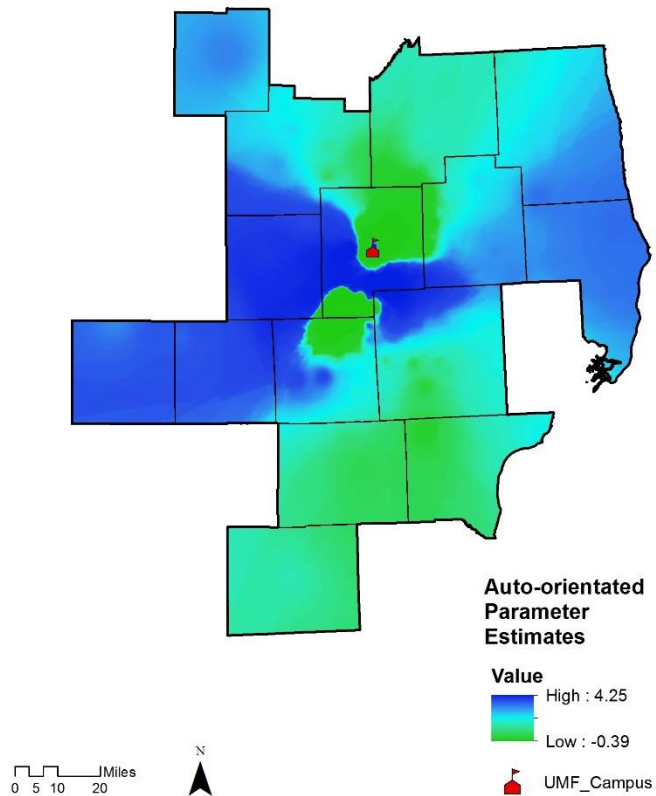 Auto-orientated
Parameter
Estimates
Value
High : 4.25
Low : -0.39
N
Miles
0 5 10 20
UMF_Campus